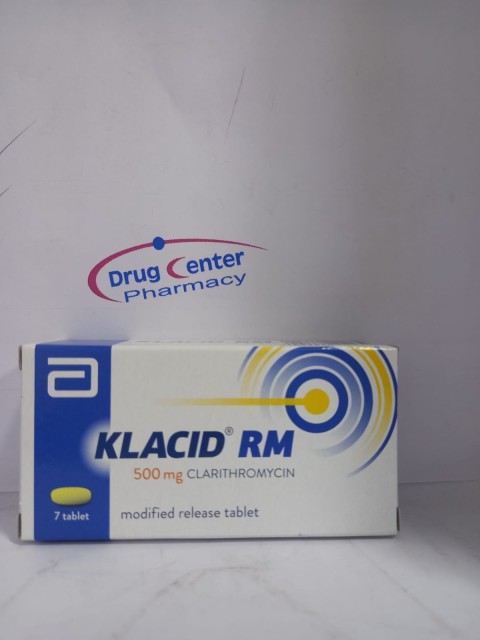 Drug Center
Pharmacy
KLACID® RM
500 mg CLARITHROMYCIN
7 tablet
modified release tablet